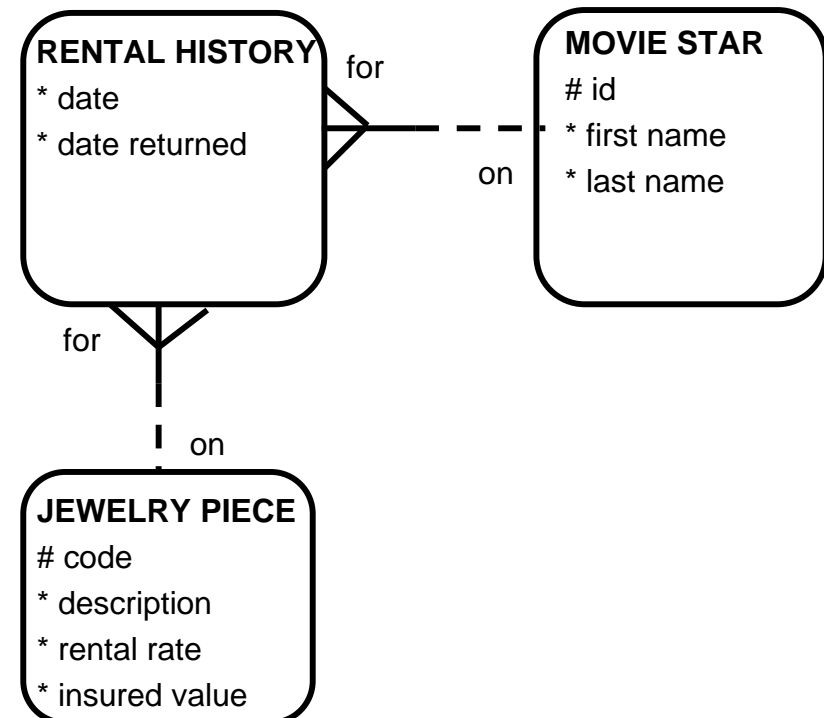 RENTAL HISTORY
* date
* date returned
for
on
MOVIE STAR
# id
* first name
* last name
for
on
JEWELRY PIECE
# code
* description
* rental rate
* insured value